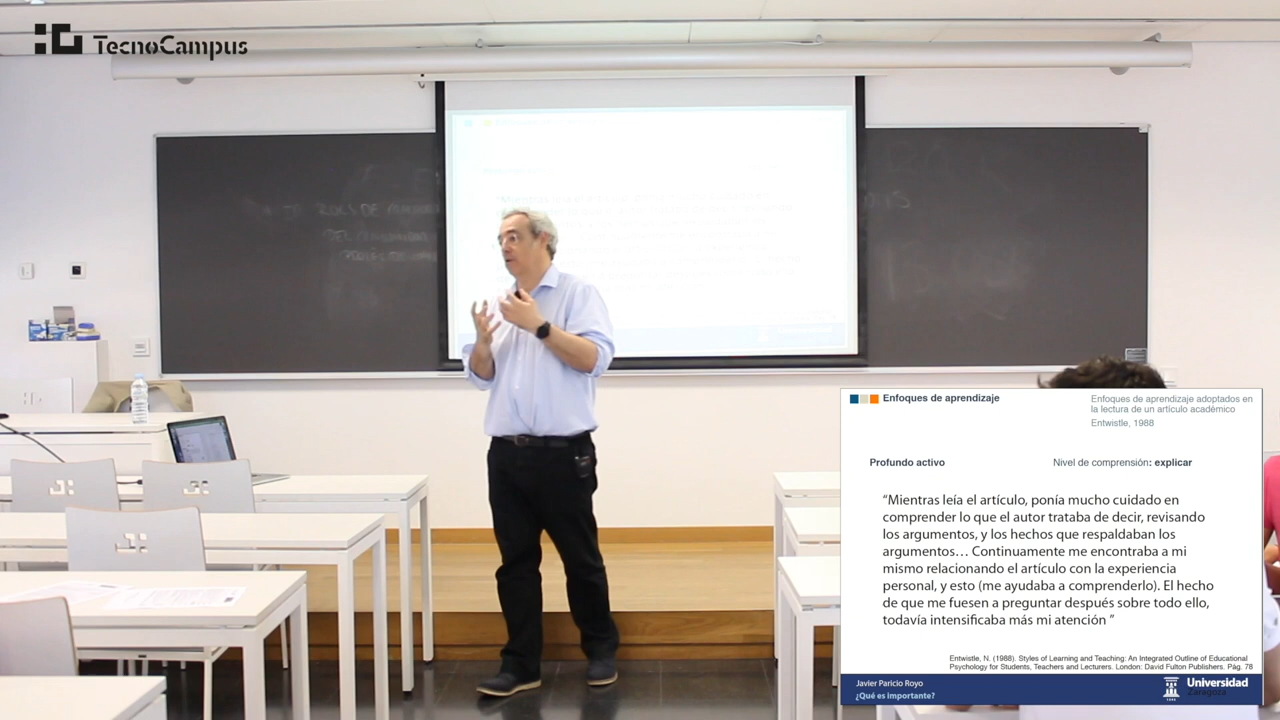 TecnoCampus
Enfoques de aprendizaje
Enfoques de aprendizaje adoptados en
la lectura de un artículo académico
Entwistle, 1988
Profundo activo
Nivel de comprensión: explicar
“Mientras leía el artículo, ponía mucho cuidado en
comprender lo que el autor trataba de decir, revisando
los argumentos, y los hechos que respaldaban los
argumentos… Continuamente me encontraba a mi
mismo relacionando el artículo con la experiencia
personal, y esto (me ayudaba a comprenderlo). El hecho
de que me fuesen a preguntar después sobre todo ello,
todavía intensificaba más mi atención ”
Entwistle, N. (1988). Styles of Learning and Teaching: An Integrated Outline of Educational
Psychology for Students, Teachers and Lecturers. London: David Fulton Publishers. Pág. 78
Javier Paricio Royo
¿Qué es importante?
Universidad
Zaragoza